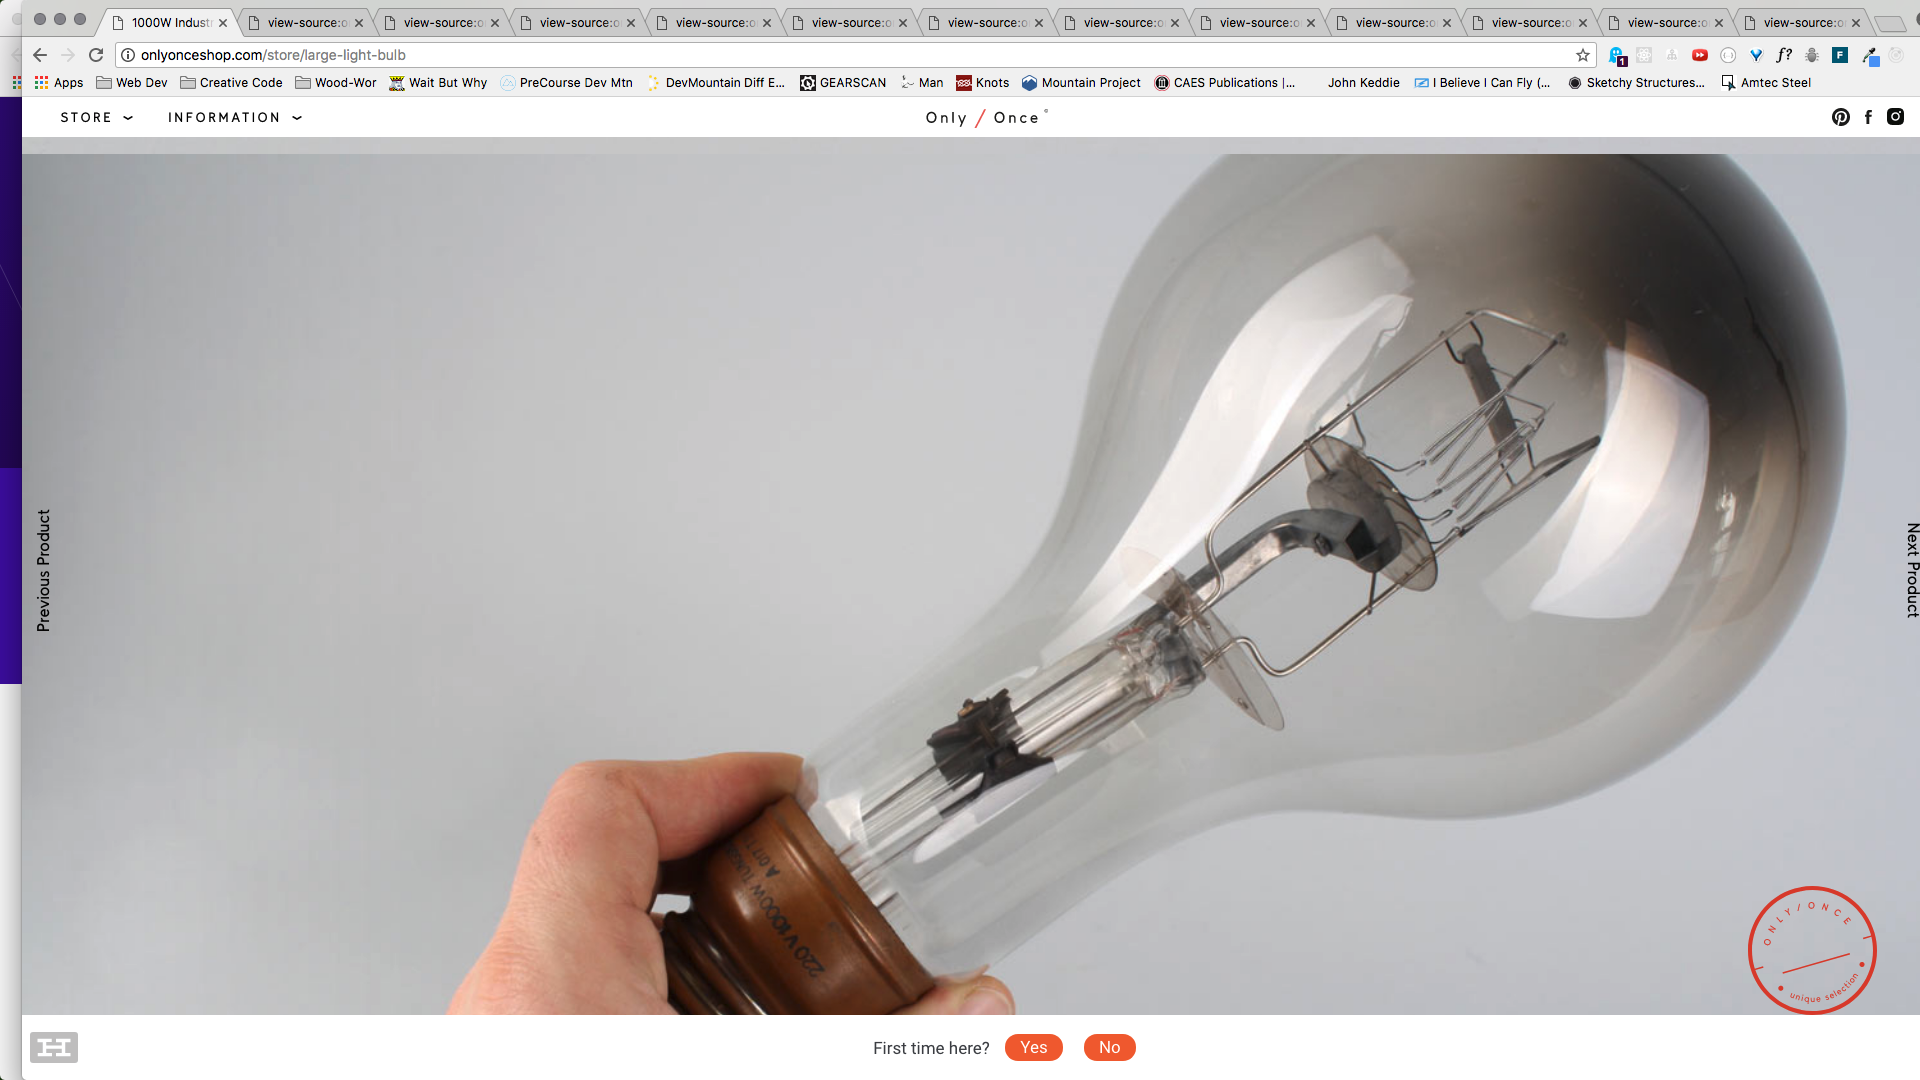 1000W Industr
view-source:o
view-source:o
view-source:o
view-source:o
view-source:o
view-source:o
view-source:o
view-source:o
view-source:o
view-source:o
view-source:o
view-source:o
onlyonceshop.com/store/large-light-bulb
Apps
Web Dev
Creative Code
Wood-Wor
Wait But Why
PreCourse Dev Mtn
DevMountain Diff E...
GEARSCAN
Man
Knots
Mountain Project
CAES Publications |...
John Keddie
I Believe I Can Fly (...
Sketchy Structures...
Amtec Steel
STORE
INFORMATION
Only / Once
Previous Product
Next Product
220V 1000W TUNGS
A 017
ONLY/ONCE
unique selection
First time here?
Yes
No